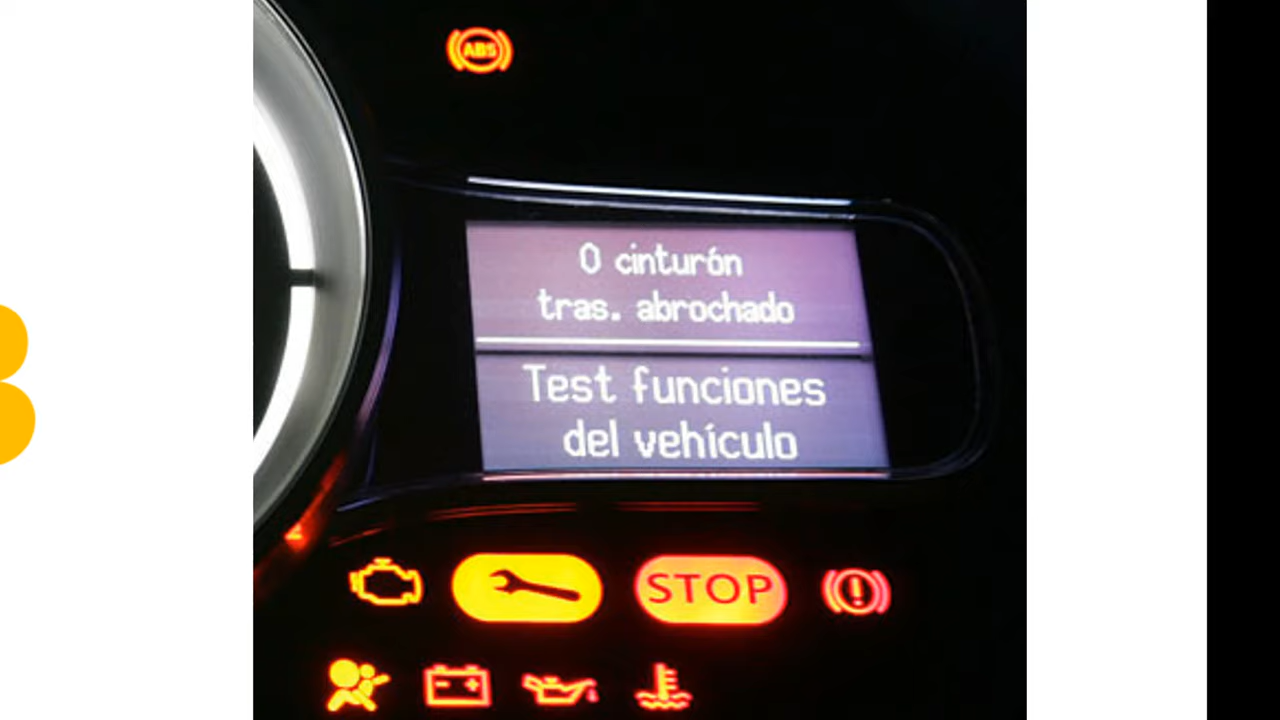 ABS
0 cinturón
tras. abrochado
Test funciones
del vehículo
STOP